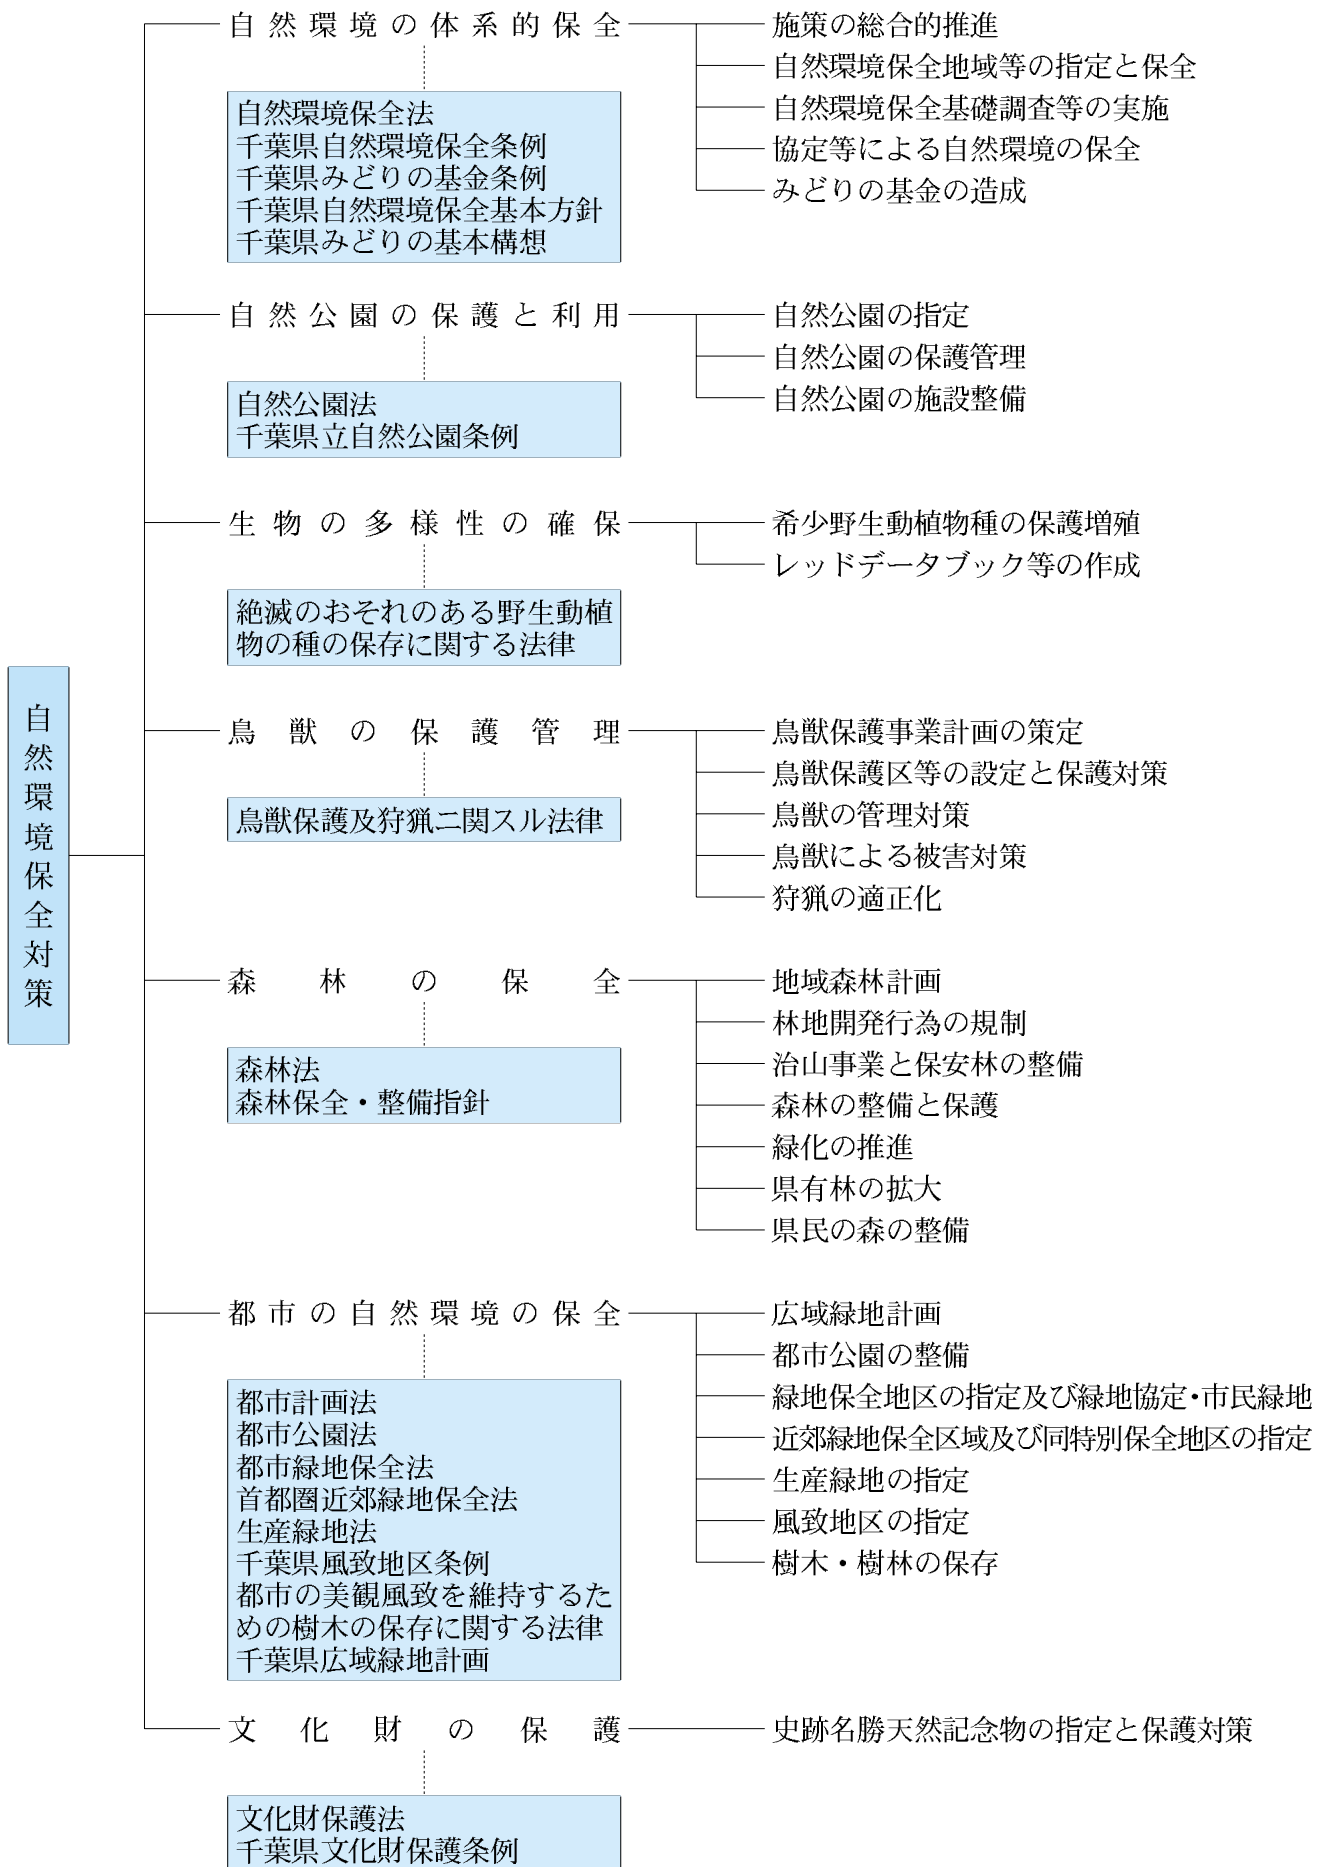 自然環境保全対策
自然環境の体系的保全
自然環境保全法
千葉県自然環境保全条例
千葉県みどりの基金条例
千葉県自然環境保全基本方針
千葉県みどりの基本構想
施策の総合的推進
自然環境保全地域等の指定と保全
自然環境保全基礎調査等の実施
協定等による自然環境の保全
みどりの基金の造成
自然公園の保護と利用
自然公園法
千葉県立自然公園条例
自然公園の指定
自然公園の保護管理
自然公園の施設整備
生物の多様性の確保
絶滅のおそれのある野生動植
物の種の保存に関する法律
希少野生動植物種の保護増殖
レッドデータブック等の作成
鳥獣の保護管理
鳥獣保護及狩猟ニ関スル法律
鳥獣保護事業計画の策定
鳥獣保護区等の設定と保護対策
鳥獣の管理対策
鳥獣による被害対策
狩猟の適正化
森林の保全
森林法
森林保全・整備指針
地域森林計画
林地開発行為の規制
治山事業と保安林の整備
森林の整備と保護
緑化の推進
県有林の拡大
県民の森の整備
都市の自然環境の保全
都市計画法
都市公園法
都市緑地保全法
首都圏近郊緑地保全法
生産緑地法
千葉県風致地区条例
都市の美観風致を維持するた
めの樹木の保存に関する法律
千葉県広域緑地計画
広域緑地計画
都市公園の整備
緑地保全地区の指定及び緑地協定・市民緑地
近郊緑地保全区域及び同特別保全地区の指定
生産緑地の指定
風致地区の指定
樹木・樹林の保存
文化財の保護
文化財保護法
千葉県文化財保護条例
史跡名勝天然記念物の指定と保護対策